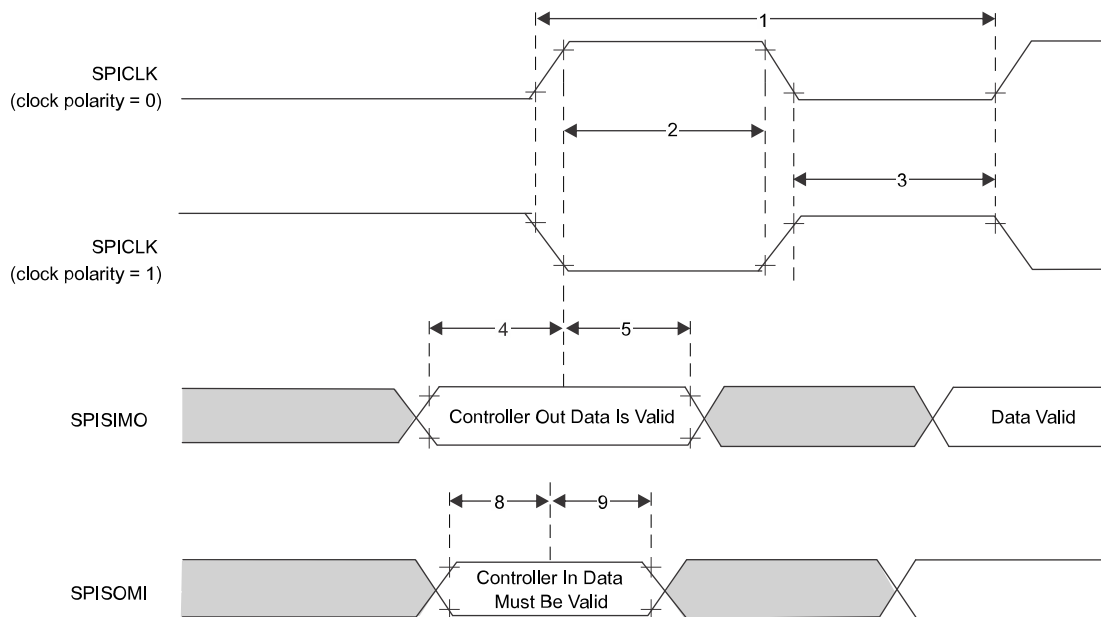 1
SPICLK
(clock polarity = 0)
2
3
SPICLK
(clock polarity = 1)
4
5
SPISIMO
Controller Out Data Is Valid
Data Valid
8
9
SPISOMI
Controller In Data
Must Be Valid